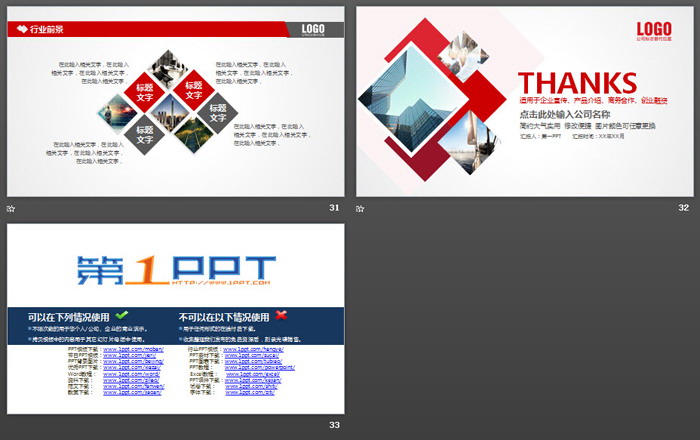 行业前景
LOGO
在此输入相关文字，在此输入
相关文字，在此输入相关文字，
在此输入相关文字。
在此输入相关文字，在此输入
相关文字，在此输入相关文字，
在此输入相关文字。
标题
文字
标题
文字
标题
文字
标题
文字
在此输入相关文字，在此输入
相关文字，在此输入相关文字，
在此输入相关文字。
在此输入相关文字，在此输入
相关文字，在此输入相关文字，
在此输入相关文字。
31
LOGO
THANKS
适用于企业宣传、产品介绍、商务合作、创业融资
点击此处输入公司名称
简约大气实用 修改便捷 图片颜色可任意更换
汇报人：第一PPT 汇报时间：XX年XX月
32
第1PPT
HTTP://WWW.1PPT.COM
可以在下列情况使用
不可以在以下情况使用
PPT模板下载：www.1ppt.com/moban/
行业PPT模板：www.1ppt.com/hangye/
节日PPT模板：www.1ppt.com/jieri/
PPT素材下载：www.1ppt.com/sucai/
PPT背景图片：www.1ppt.com/beijing/
PPT图表下载：www.1ppt.com/tubiao/
优秀PPT下载：www.1ppt.com/xiazai/
PPT教程：www.1ppt.com/powerpoint/
Word教程：www.1ppt.com/word/
Excel教程：www.1ppt.com/excel/
资料下载：www.1ppt.com/ziliao/
PPT课件下载：www.1ppt.com/kejian/
范文下载：www.1ppt.com/fanwen/
试卷下载：www.1ppt.com/shiti/
教案下载：www.1ppt.com/jiaoan/
字体下载：www.1ppt.com/ziti/
33